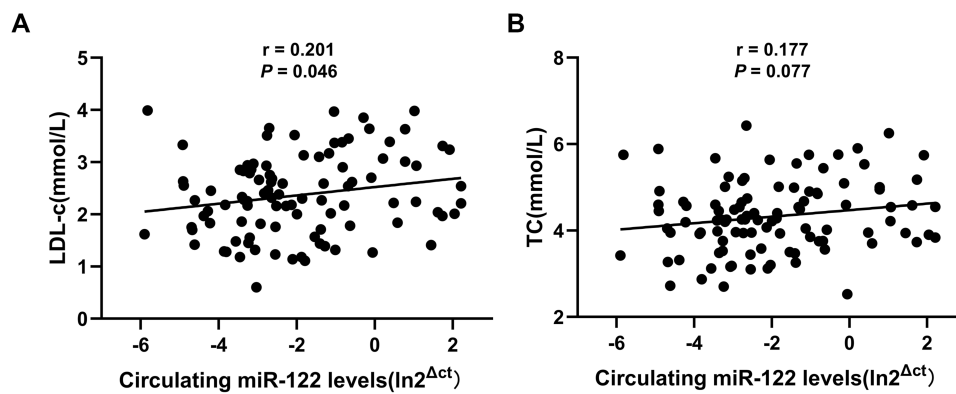 A
r = 0.201
P = 0.046
LDL-c(mmol/L)
5
4
3
2
1
0
-6 -4 -2 0 2
Circulating miR-122 levels(ln2^Δct)
B
r = 0.177
P = 0.077
TC(mmol/L)
8
6
4
2
-6 -4 -2 0 2
Circulating miR-122 levels(ln2^Δct)